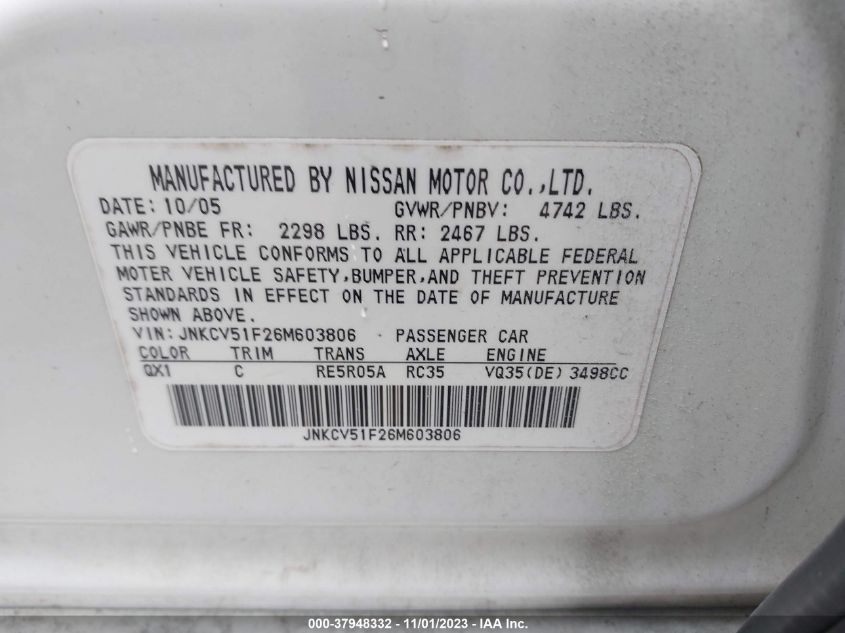 MANUFACTURED BY NISSAN MOTOR CO.,LTD.
DATE: 10/05 GVWR/PNBV: 4742 LBS.
GAWR/PNBE FR: 2298 LBS. RR: 2467 LBS.
THIS VEHICLE CONFORMS TO ALL APPLICABLE FEDERAL
MOTER VEHICLE SAFETY,BUMPER,AND THEFT PREVENTION
STANDARDS IN EFFECT ON THE DATE OF MANUFACTURE
SHOWN ABOVE.
VIN: JNKCV51F26M603806 PASSENGER CAR
COLOR TRIM TRANS AXLE ENGINE
QX1 C RE5R05A RC35 VQ35(DE) 3498CC
JNKCV51F26M603806
000-37948332 - 11/01/2023 - IAA Inc.